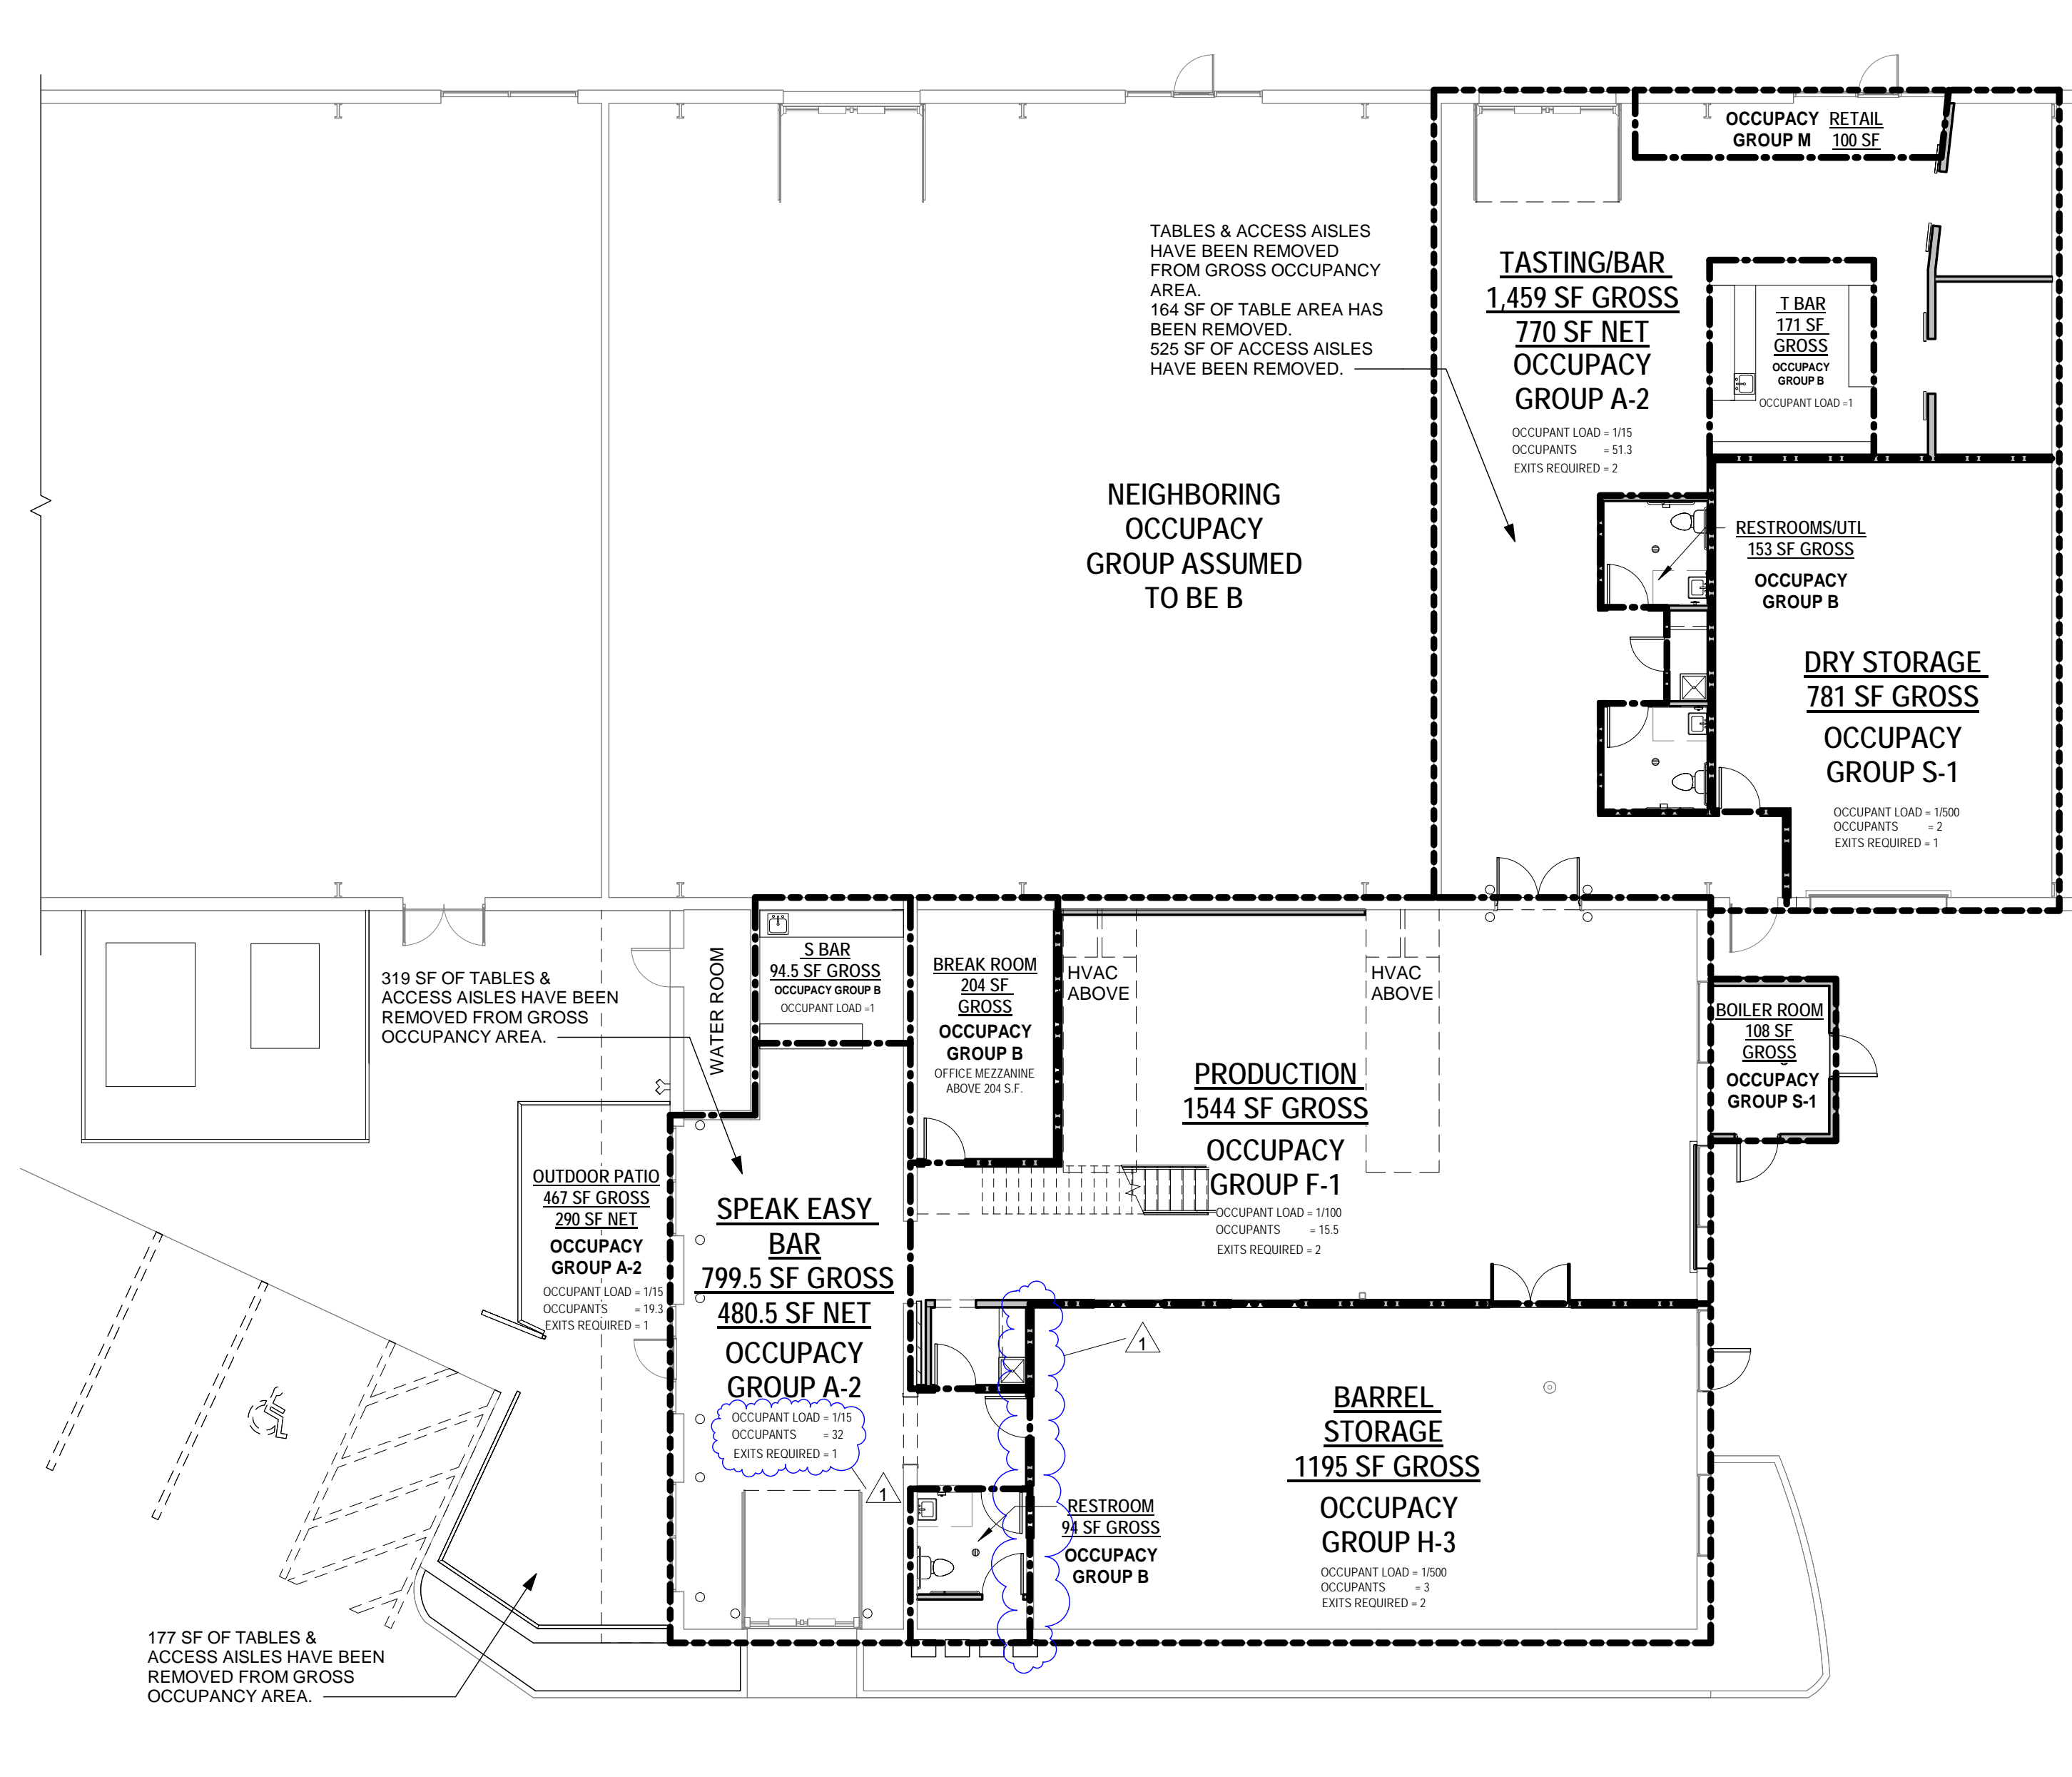 OCCUPACY
GROUP M
RETAIL
100 SF
TABLES & ACCESS AISLES
HAVE BEEN REMOVED
FROM GROSS OCCUPANCY
AREA.
164 SF OF TABLE AREA HAS
BEEN REMOVED.
525 SF OF ACCESS AISLES
HAVE BEEN REMOVED.
TASTING/BAR
1,459 SF GROSS
770 SF NET
OCCUPACY
GROUP A-2
OCCUPANT LOAD = 1/15
OCCUPANTS = 51.3
EXITS REQUIRED = 2
T BAR
171 SF
GROSS
OCCUPACY
GROUP B
OCCUPANT LOAD =1
NEIGHBORING
OCCUPACY
GROUP ASSUMED
TO BE B
RESTROOMS/UTL
153 SF GROSS
OCCUPACY
GROUP B
DRY STORAGE
781 SF GROSS
OCCUPACY
GROUP S-1
OCCUPANT LOAD = 1/500
OCCUPANTS = 2
EXITS REQUIRED = 1
319 SF OF TABLES &
ACCESS AISLES HAVE BEEN
REMOVED FROM GROSS
OCCUPANCY AREA.
WATER ROOM
S BAR
94.5 SF GROSS
OCCUPACY GROUP B
OCCUPANT LOAD =1
BREAK ROOM
204 SF
GROSS
OCCUPACY
GROUP B
OFFICE MEZZANINE
ABOVE 204 S.F.
HVAC
ABOVE
HVAC
ABOVE
PRODUCTION
1544 SF GROSS
OCCUPACY
GROUP F-1
OCCUPANT LOAD = 1/100
OCCUPANTS = 15.5
EXITS REQUIRED = 2
BOILER ROOM
108 SF
GROSS
OCCUPACY
GROUP S-1
OUTDOOR PATIO
467 SF GROSS
290 SF NET
OCCUPACY
GROUP A-2
OCCUPANT LOAD = 1/15
OCCUPANTS = 19.3
EXITS REQUIRED = 1
SPEAK EASY
BAR
799.5 SF GROSS
480.5 SF NET
OCCUPACY
GROUP A-2
OCCUPANT LOAD = 1/15
OCCUPANTS = 32
EXITS REQUIRED = 1
1
1
BARREL
STORAGE
1195 SF GROSS
OCCUPACY
GROUP H-3
OCCUPANT LOAD = 1/500
OCCUPANTS = 3
EXITS REQUIRED = 2
RESTROOM
94 SF GROSS
OCCUPACY
GROUP B
177 SF OF TABLES &
ACCESS AISLES HAVE BEEN
REMOVED FROM GROSS
OCCUPANCY AREA.